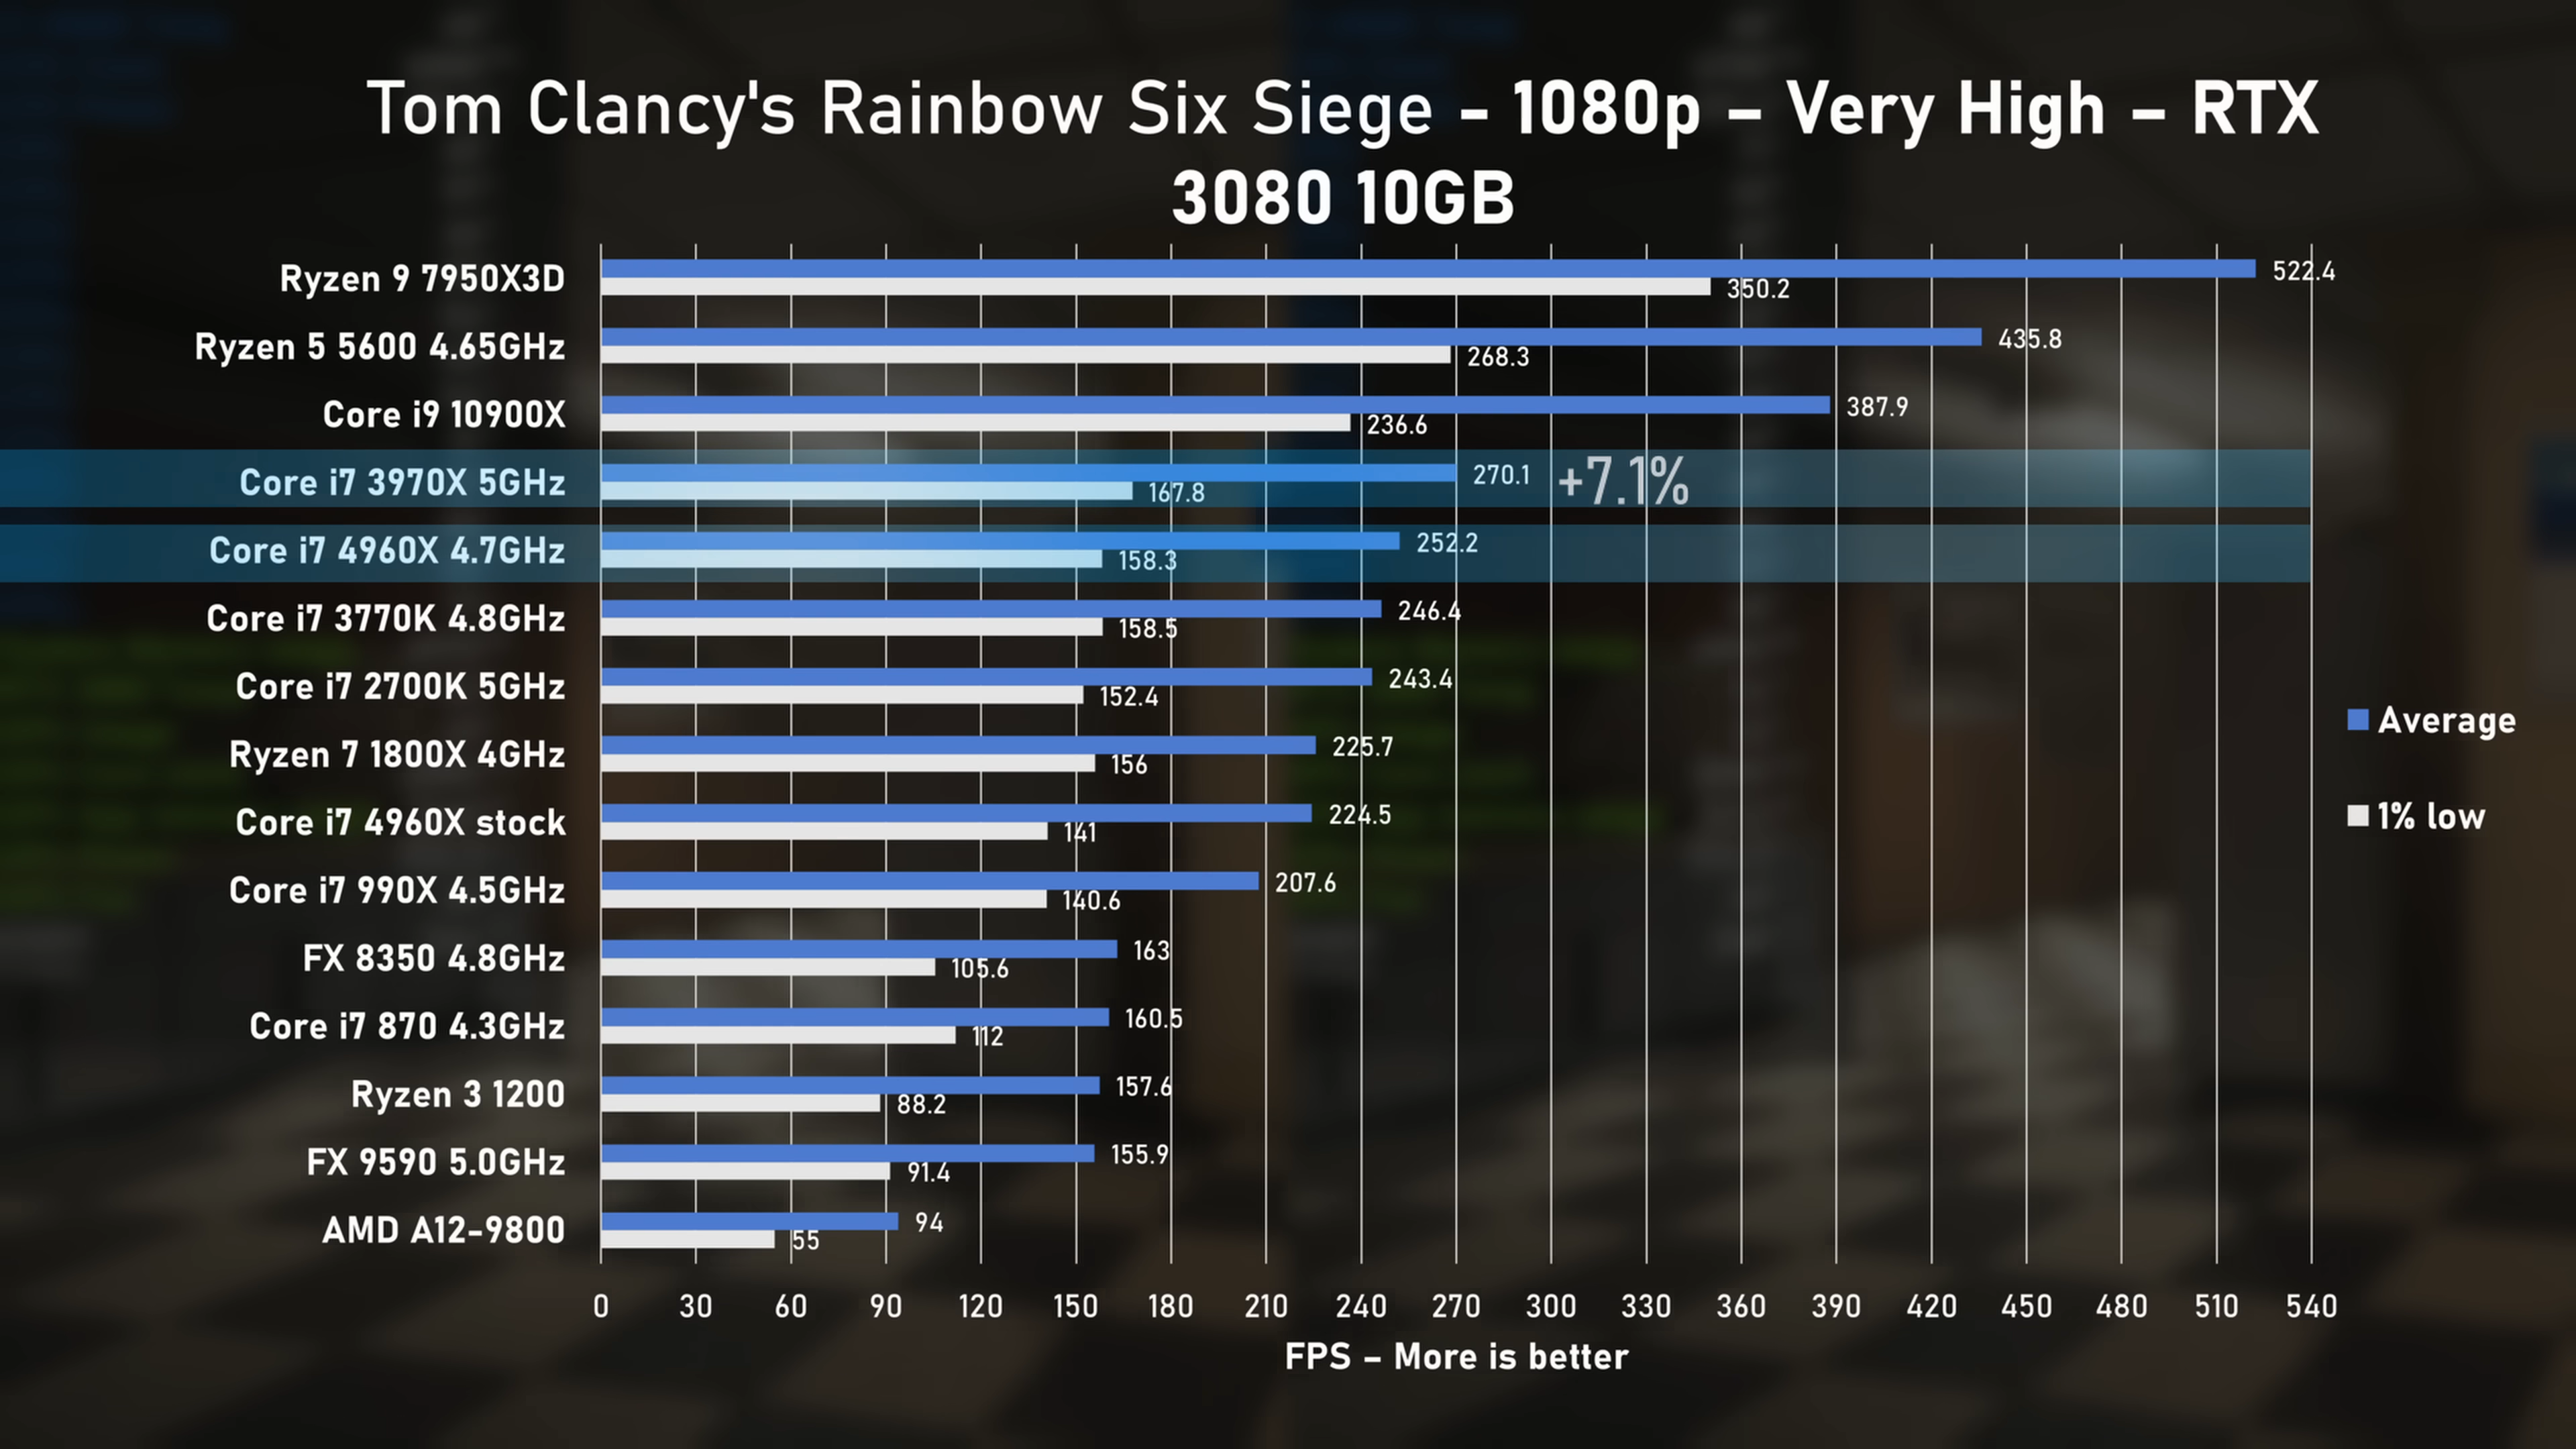 Tom Clancy's Rainbow Six Siege - 1080p – Very High – RTX
3080 10GB
Ryzen 9 7950X3D 522.4
350.2
Ryzen 5 5600 4.65GHz 435.8
268.3
Core i9 10900X 387.9
236.6
Core i7 3970X 5GHz 270.1 +7.1%
167.8
Core i7 4960X 4.7GHz 252.2
158.3
Core i7 3770K 4.8GHz 246.4
158.5
Core i7 2700K 5GHz 243.4
152.4
Ryzen 7 1800X 4GHz 225.7
156
Core i7 4960X stock 224.5
141
Core i7 990X 4.5GHz 207.6
140.6
FX 8350 4.8GHz 163
105.6
Core i7 870 4.3GHz 160.5
112
Ryzen 3 1200 157.6
88.2
FX 9590 5.0GHz 155.9
91.4
AMD A12-9800 94
55
0 30 60 90 120 150 180 210 240 270 300 330 360 390 420 450 480 510 540
FPS – More is better
Average
1% low